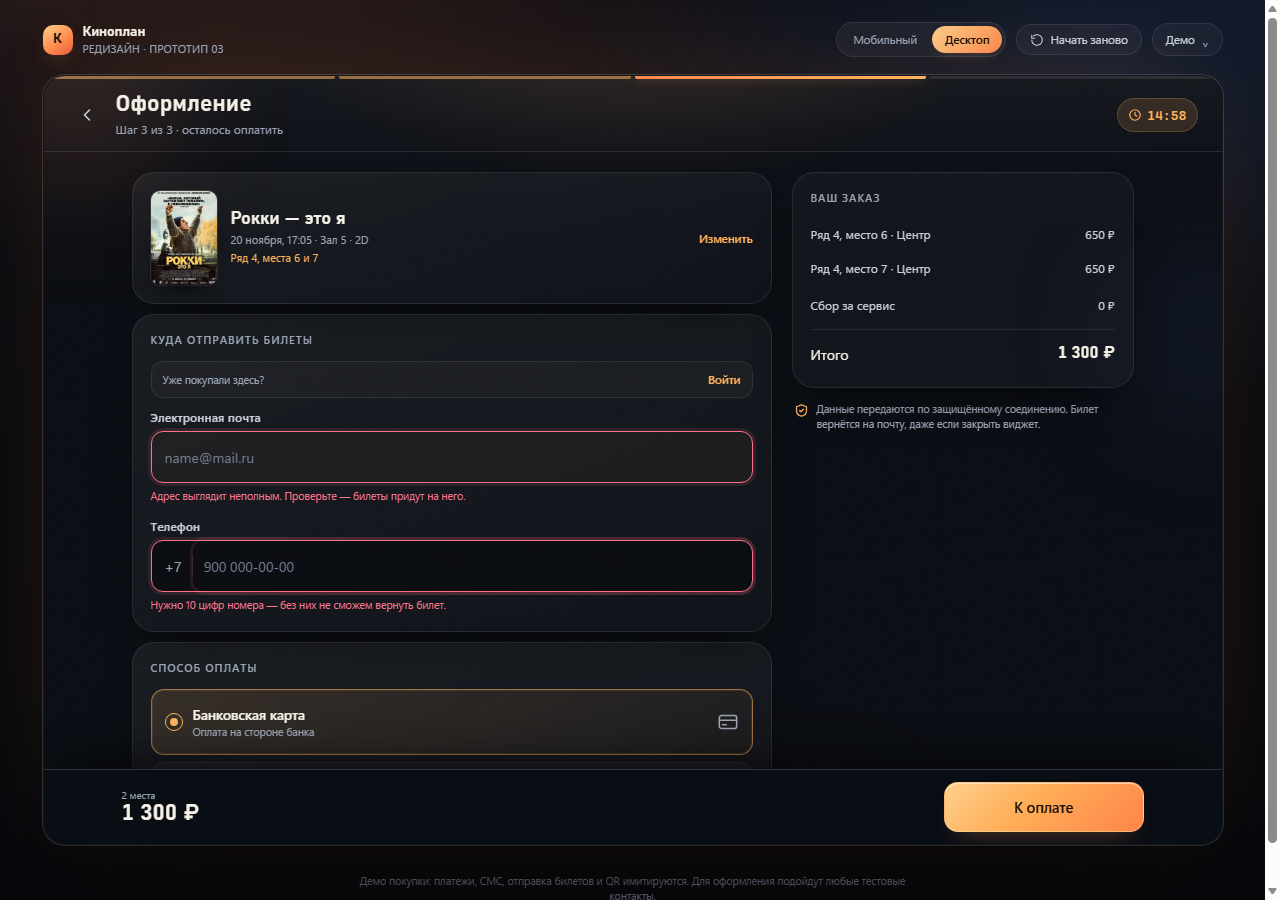 К
Киноплан
РЕДИЗАЙН · ПРОТОТИП 03
Мобильный
Десктоп
Начать заново
Демо
Оформление
Шаг 3 из 3 · осталось оплатить
14:58
РОККИ
ЭТО Я
Рокки — это я
20 ноября, 17:05 · Зал 5 · 2D
Ряд 4, места 6 и 7
Изменить
КУДА ОТПРАВИТЬ БИЛЕТЫ
Уже покупали здесь?
Войти
Электронная почта
name@mail.ru
Адрес выглядит неполным. Проверьте — билеты придут на него.
Телефон
+7
900 000-00-00
Нужно 10 цифр номера — без них не сможем вернуть билет.
СПОСОБ ОПЛАТЫ
Банковская карта
Оплата на стороне банка
ВАШ ЗАКАЗ
Ряд 4, место 6 · Центр
650 ₽
Ряд 4, место 7 · Центр
650 ₽
Сбор за сервис
0 ₽
Итого
1 300 ₽
Данные передаются по защищённому соединению. Билет
вернётся на почту, даже если закрыть виджет.
2 места
1 300 ₽
К оплате
Демо покупки: платежи, СМС, отправка билетов и QR имитируются. Для оформления подойдут любые тестовые
контакты.